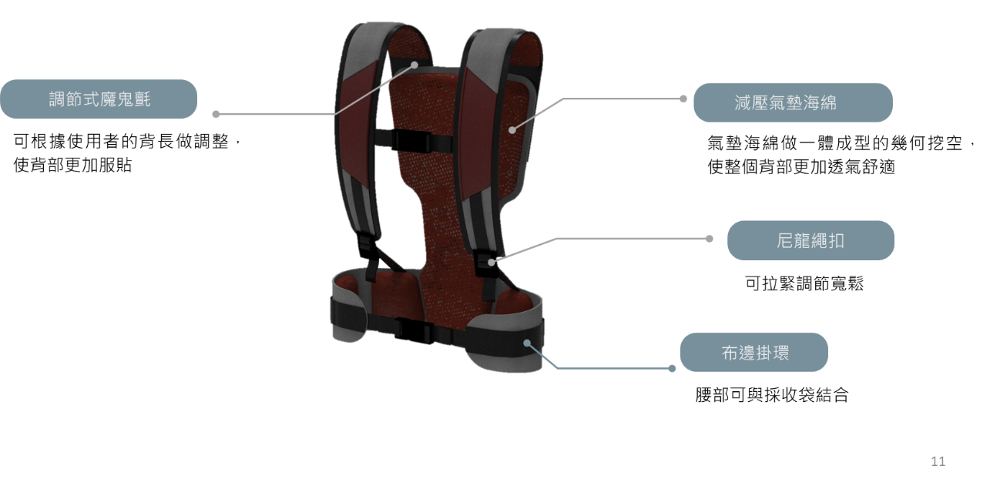 調節式魔鬼氈
可根據使用者的背長做調整，
使背部更加服貼
減壓氣墊海綿
氣墊海綿做一體成型的幾何挖空，
使整個背部更加透氣舒適
尼龍繩扣
可拉緊調節寬鬆
布邊掛環
腰部可與採收袋結合
11